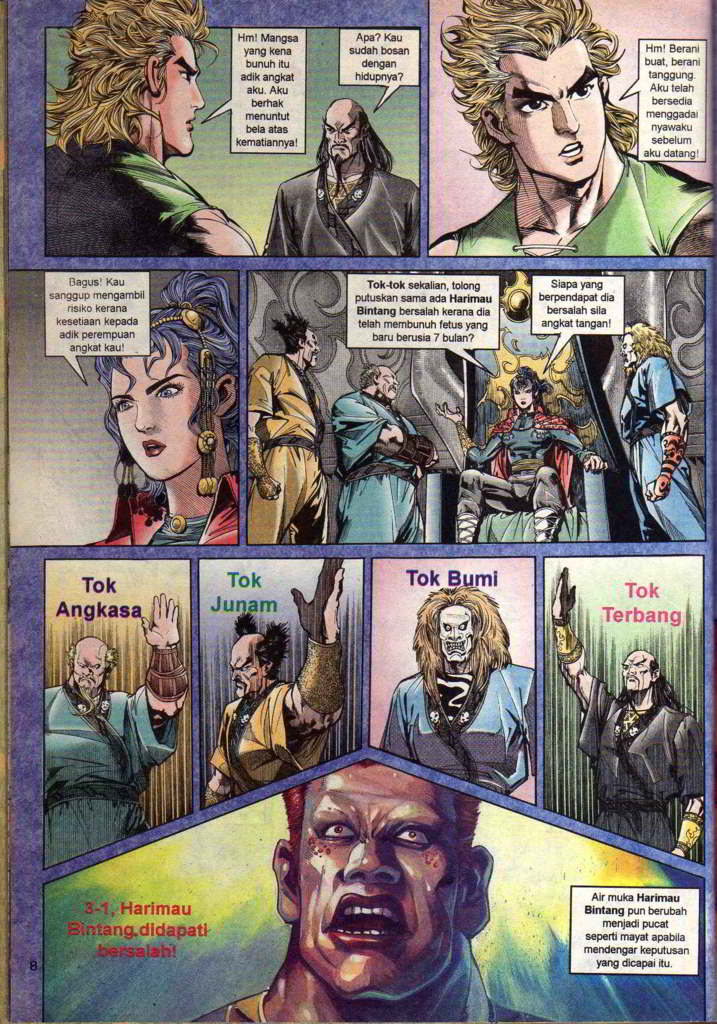 Hm! Mangsa
yang kena
bunuh itu
adik angkat
aku. Aku
berhak
menuntut
bela atas
kematiannya!
Apa? Kau
sudah bosan
dengan
hidupnya?
Hm! Berani
buat, berani
tanggung.
Aku telah
bersedia
menggadai
nyawaku
sebelum
aku datang!
Bagus! Kau
sanggup mengambil
risiko kerana
kesetiaan kepada
adik perempuan
angkat kau!
Tok-tok sekalian, tolong
putuskan sama ada Harimau
Bintang bersalah kerana dia
telah membunuh fetus yang
baru berusia 7 bulan?
Siapa yang
berpendapat dia
bersalah sila
angkat tangan!
Tok
Angkasa
Tok
Junam
Tok Bumi
Tok
Terbang
3-1, Harimau
Bintang didapati
bersalah!
Air muka Harimau
Bintang pun berubah
menjadi pucat
seperti mayat apabila
mendengar keputusan
yang dicapai itu.
8